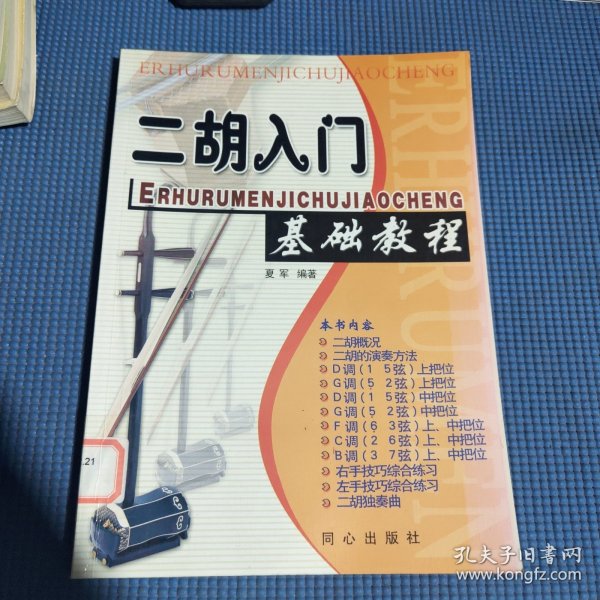 ERHURUMENJICHUJIAOCHENG
二胡入门
ERHURUMENJICHUJIAOCHENG
基础教程
夏军 编著
ERHURUMEN
本书内容
二胡概况
二胡的演奏方法
D调(1 5弦)上把位
G调(5 2弦)上把位
D调(1 5弦)中把位
G调(5 2弦)中把位
F调(6 3弦)上、中把位
C调(2 6弦)上、中把位
B调(3 7弦)上、中把位
右手技巧综合练习
左手技巧综合练习
二胡独奏曲
.21
同心出版社
孔夫子旧书网
www.kongfz.com